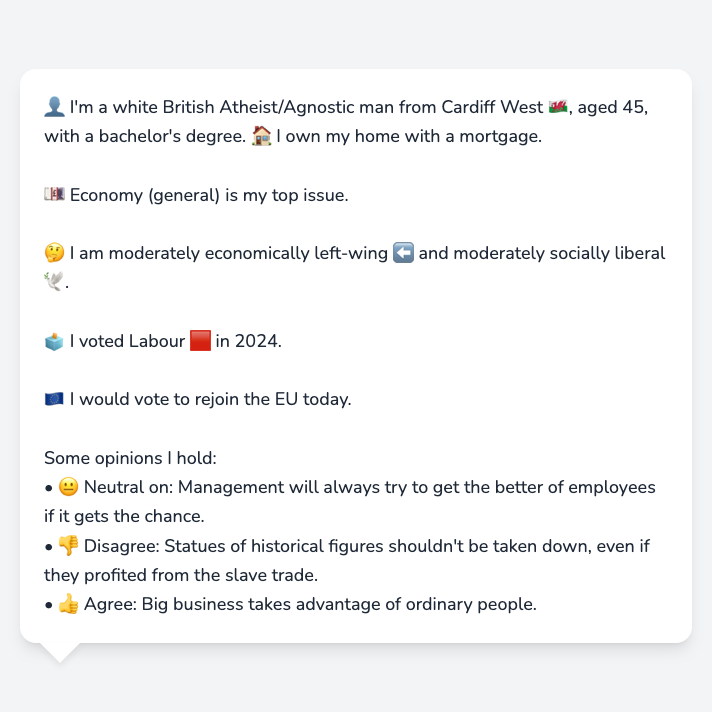 👤 I'm a white British Atheist/Agnostic man from Cardiff West 🏴󠁧󠁢󠁷󠁬󠁳󠁿, aged 45,
with a bachelor's degree. 🏠 I own my home with a mortgage.
💷 Economy (general) is my top issue.
🤔 I am moderately economically left-wing ⬅️ and moderately socially liberal
🕊️.
🗳️ I voted Labour 🟥 in 2024.
🇪🇺 I would vote to rejoin the EU today.
Some opinions I hold:
• 😐 Neutral on: Management will always try to get the better of employees
if it gets the chance.
• 👎 Disagree: Statues of historical figures shouldn't be taken down, even if
they profited from the slave trade.
• 👍 Agree: Big business takes advantage of ordinary people.